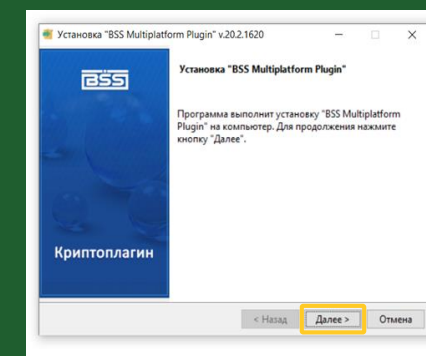 Установка "BSS Multiplatform Plugin" v.20.2.1620
BSS
Установка "BSS Multiplatform Plugin"
Программа выполнит установку "BSS Multiplatform
Plugin" на компьютер. Для продолжения нажмите
кнопку "Далее".
Криптоплагин
< Назад
Далее >
Отмена